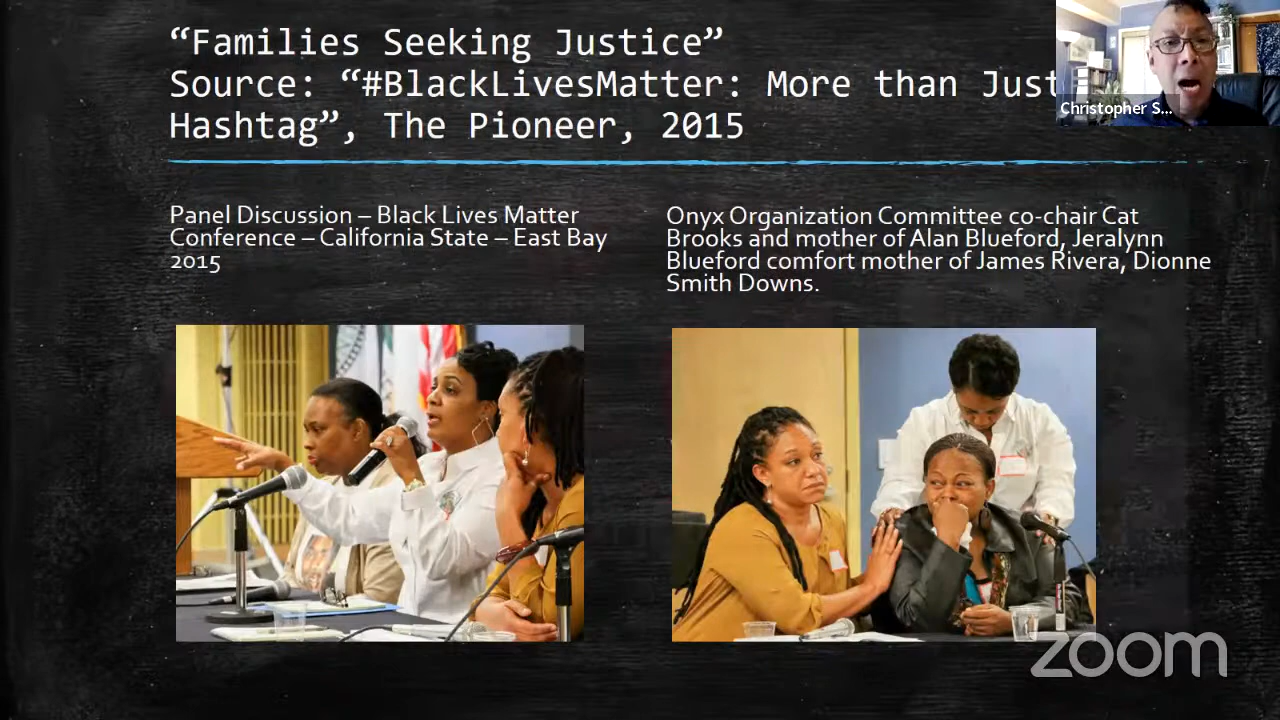 “Families Seeking Justice”
Source: “#BlackLivesMatter: More than Just
Hashtag”, The Pioneer, 2015
Christopher S...
Panel Discussion – Black Lives Matter
Conference – California State – East Bay
2015
Onyx Organization Committee co-chair Cat
Brooks and mother of Alan Blueford, Jeralynn
Blueford comfort mother of James Rivera, Dionne
Smith Downs.
zoom